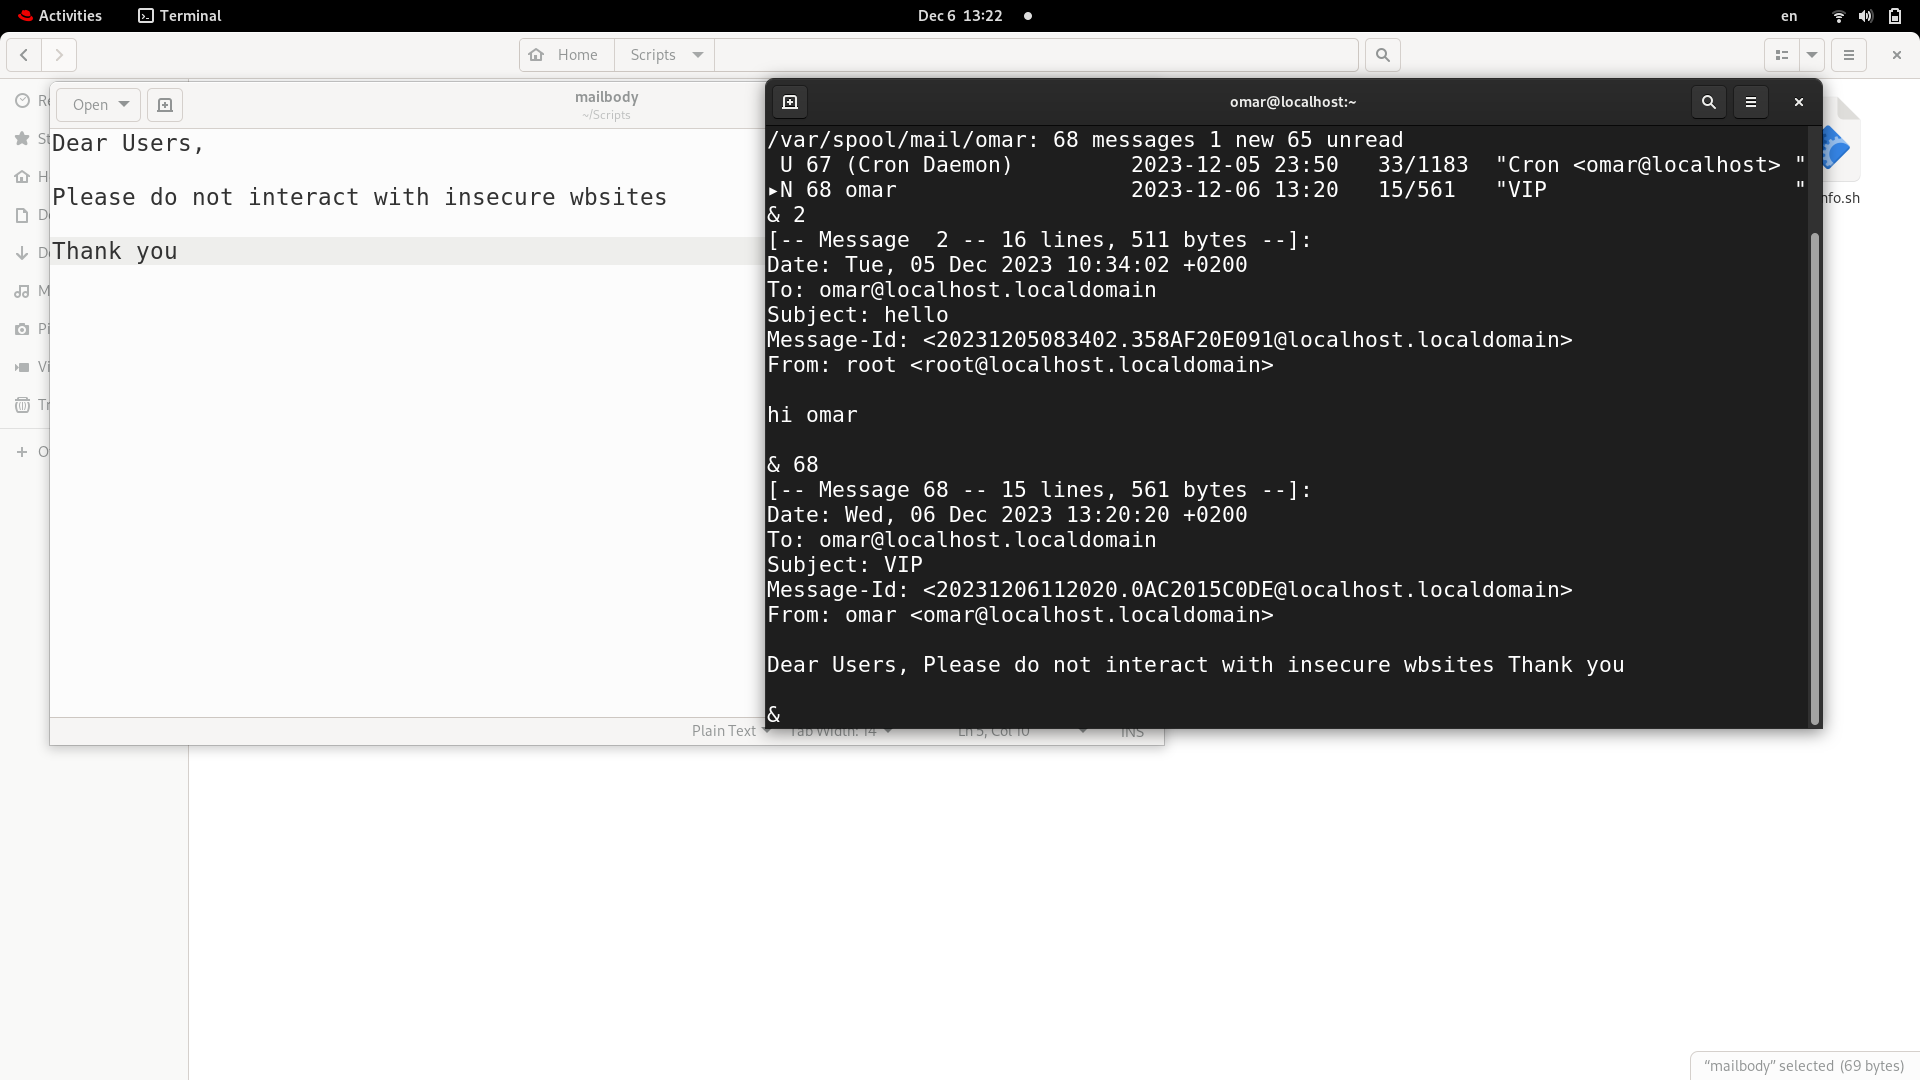 Activities
Terminal
Dec 6 13:22
en
Home
Scripts
Open
mailbody
~/Scripts
Dear Users,
Please do not interact with insecure wbsites
Thank you
Plain Text
Tab Width: 14
Ln 5, Col 10
INS
omar@localhost:~
/var/spool/mail/omar: 68 messages 1 new 65 unread
U 67 (Cron Daemon) 2023-12-05 23:50 33/1183 "Cron <omar@localhost> "
▸N 68 omar 2023-12-06 13:20 15/561 "VIP "
& 2
[-- Message 2 -- 16 lines, 511 bytes --]:
Date: Tue, 05 Dec 2023 10:34:02 +0200
To: omar@localhost.localdomain
Subject: hello
Message-Id: <20231205083402.358AF20E091@localhost.localdomain>
From: root <root@localhost.localdomain>
hi omar
& 68
[-- Message 68 -- 15 lines, 561 bytes --]:
Date: Wed, 06 Dec 2023 13:20:20 +0200
To: omar@localhost.localdomain
Subject: VIP
Message-Id: <20231206112020.0AC2015C0DE@localhost.localdomain>
From: omar <omar@localhost.localdomain>
Dear Users, Please do not interact with insecure wbsites Thank you
&
nfo.sh
“mailbody” selected (69 bytes)